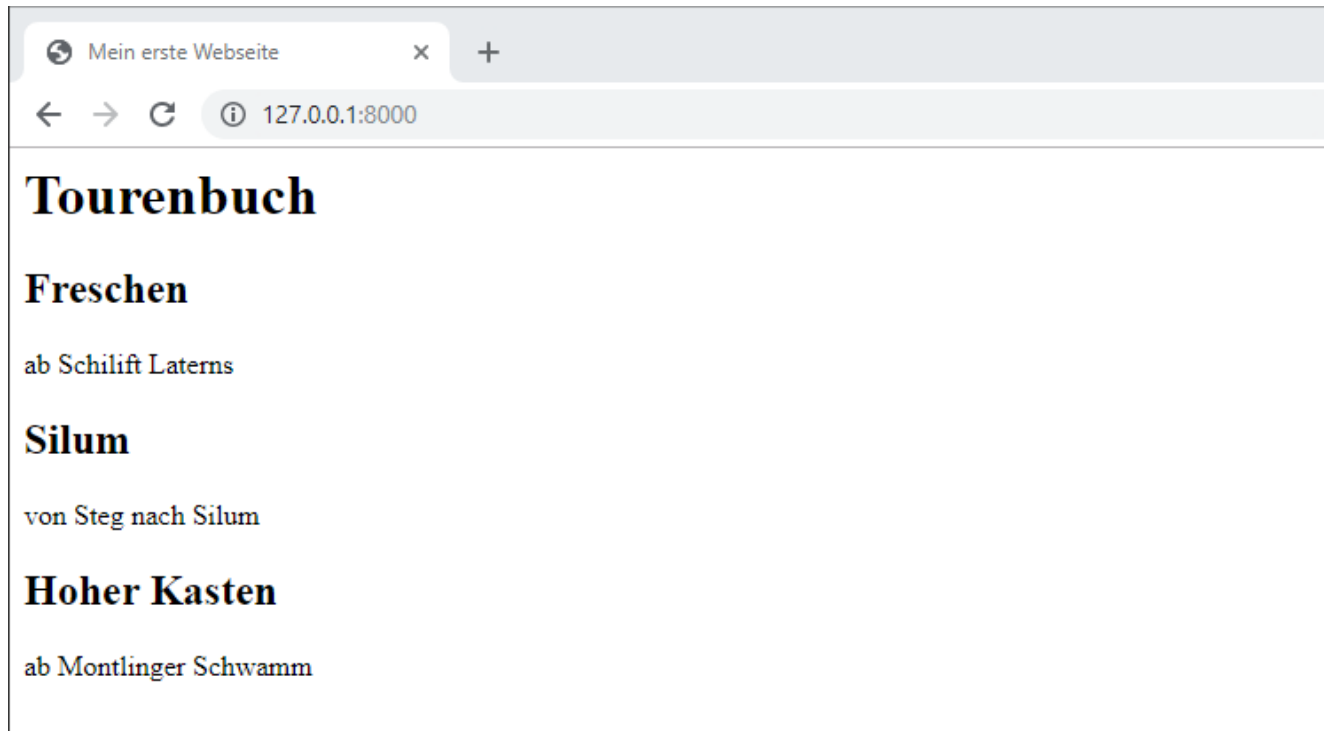 Mein erste Webseite
127.0.0.1:8000
Tourenbuch
Freschen
ab Schilift Laterns
Silum
von Steg nach Silum
Hoher Kasten
ab Montlinger Schwamm